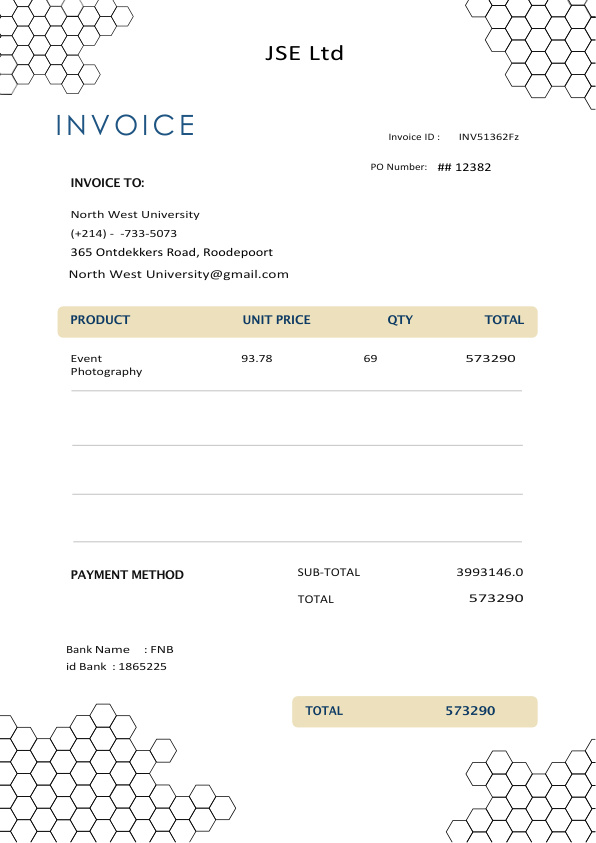 JSE Ltd
INVOICE
Invoice ID : INV51362Fz
PO Number: ## 12382
INVOICE TO:
North West University
(+214) - -733-5073
365 Ontdekkers Road, Roodepoort
North West University@gmail.com
PRODUCT UNIT PRICE QTY TOTAL
Event 93.78 69 573290
Photography
PAYMENT METHOD SUB-TOTAL 3993146.0
TOTAL 573290
Bank Name : FNB
id Bank : 1865225
TOTAL 573290